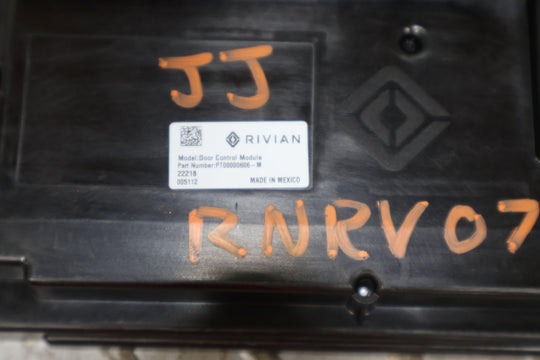 JJ
RIVIAN
Model:Door Control Module
Part Number:PT00000606-M
22218
005112 MADE IN MEXICO
RNRV07